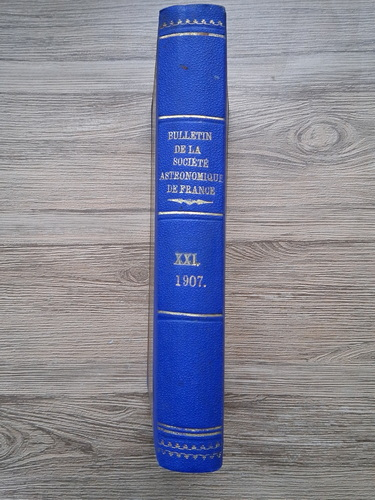 BULLETIN
DE LA
SOCIÉTÉ
ASTRONOMIQUE
DE FRANCE
XXI.
1907.